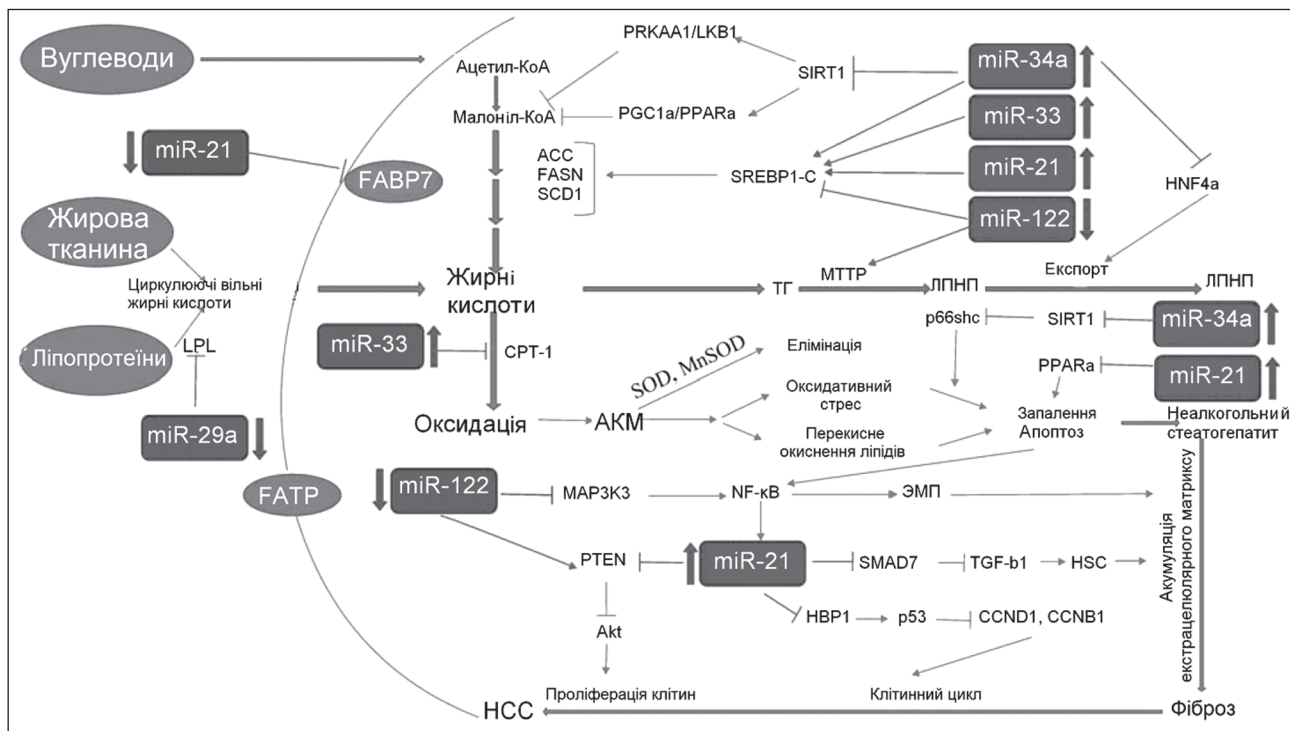 Вуглеводи
PRKAA1/LKB1
Ацетил-КоА
SIRT1
miR-34a
Малоніл-КоА
PGC1a/PPARa
miR-33
miR-21
FABP7
ACC
FASN
SCD1
SREBP1-C
miR-21
HNF4a
miR-122
Жирова
тканина
Циркулюючі вільні
жирні кислоти
Жирні
кислоти
ТГ
МТТР
ЛПНП
Експорт
ЛПНП
Ліпопротеїни
LPL
miR-33
CPT-1
p66shc
SIRT1
miR-34a
SOD, MnSOD
Елімінація
PPARa
miR-21
miR-29a
Оксидація
АКМ
Оксидативний
стрес
Перекисне
окиснення ліпідів
Запалення
Апоптоз
Неалкогольний
стеатогепатит
FATP
miR-122
MAP3K3
NF-κB
ЭМП
Акумуляція
екстрацелюлярного матриксу
PTEN
miR-21
SMAD7
TGF-b1
HSC
HBP1
p53
CCND1, CCNB1
Akt
Проліферація клітин
Клітинний цикл
HCC
Фіброз